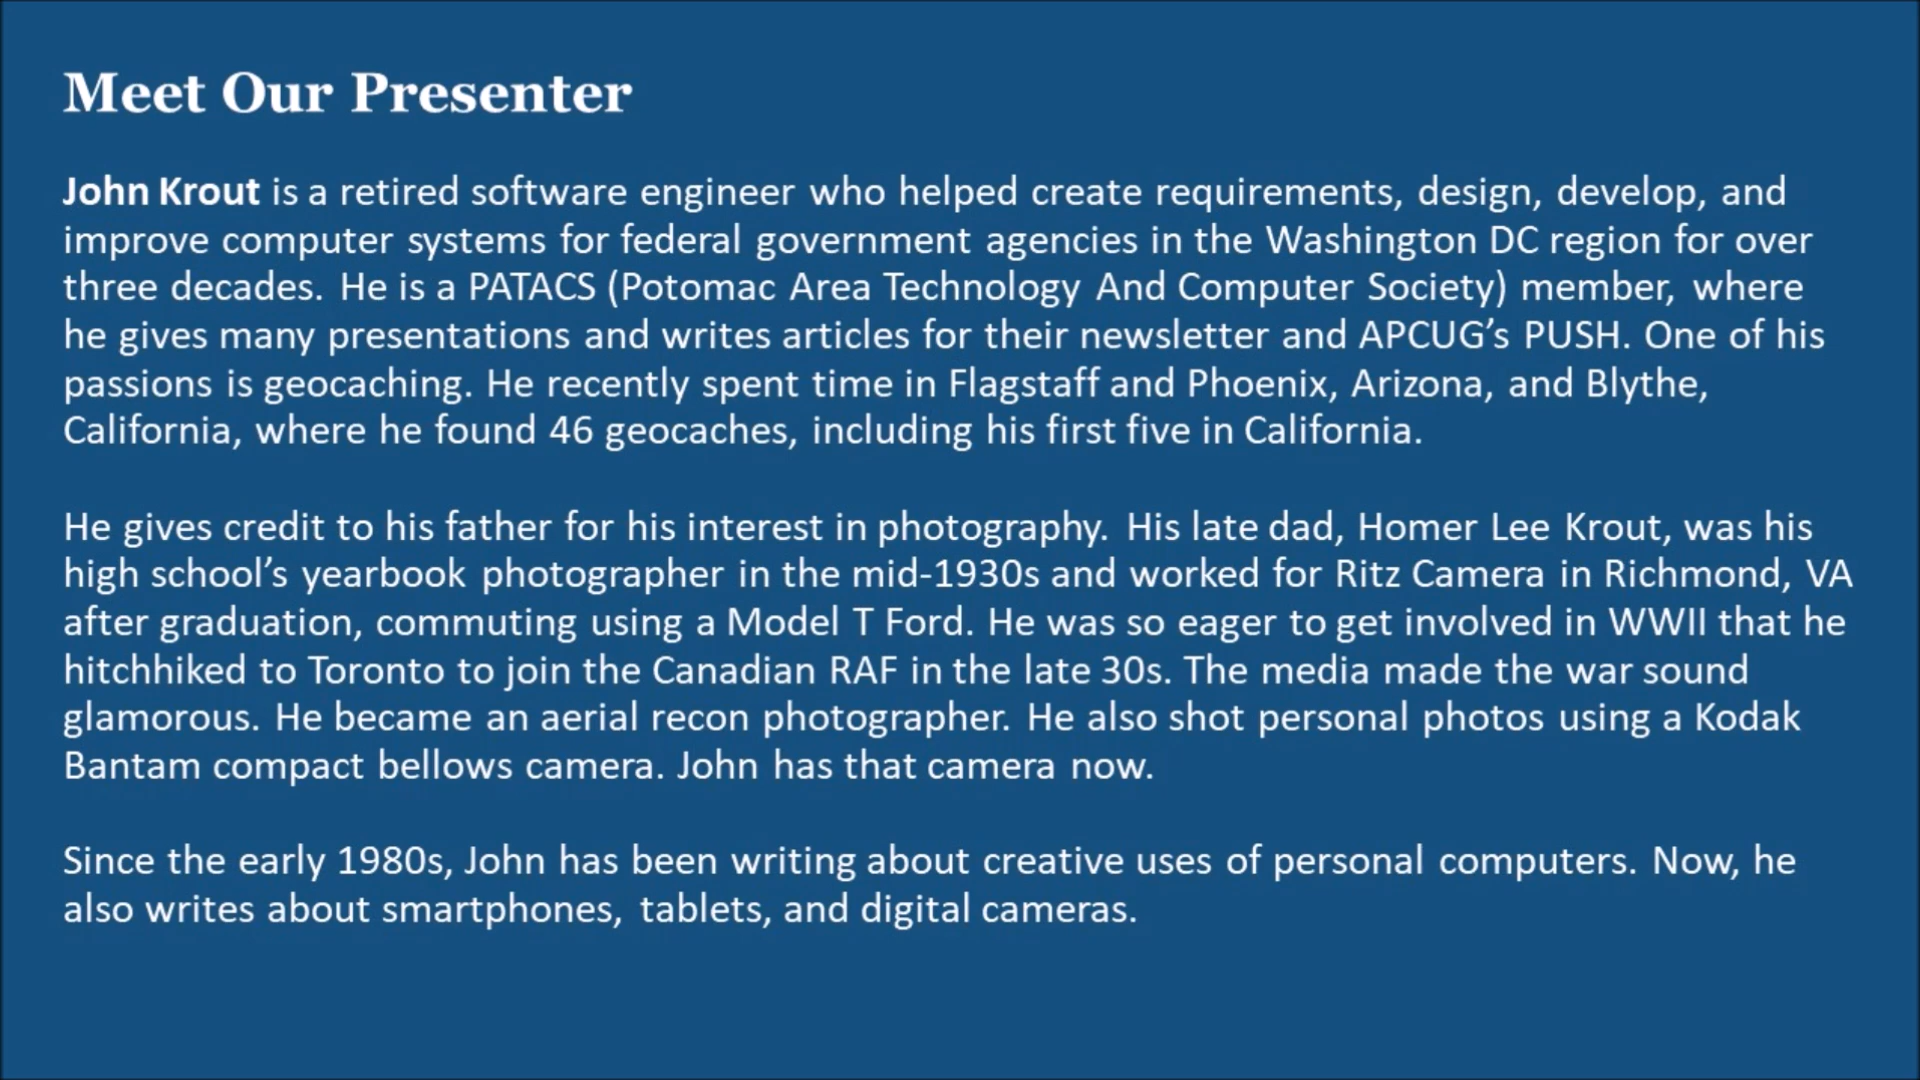 Meet Our Presenter
John Krout is a retired software engineer who helped create requirements, design, develop, and
improve computer systems for federal government agencies in the Washington DC region for over
three decades. He is a PATACS (Potomac Area Technology And Computer Society) member, where
he gives many presentations and writes articles for their newsletter and APCUG’s PUSH. One of his
passions is geocaching. He recently spent time in Flagstaff and Phoenix, Arizona, and Blythe,
California, where he found 46 geocaches, including his first five in California.
He gives credit to his father for his interest in photography. His late dad, Homer Lee Krout, was his
high school’s yearbook photographer in the mid-1930s and worked for Ritz Camera in Richmond, VA
after graduation, commuting using a Model T Ford. He was so eager to get involved in WWII that he
hitchhiked to Toronto to join the Canadian RAF in the late 30s. The media made the war sound
glamorous. He became an aerial recon photographer. He also shot personal photos using a Kodak
Bantam compact bellows camera. John has that camera now.
Since the early 1980s, John has been writing about creative uses of personal computers. Now, he
also writes about smartphones, tablets, and digital cameras.